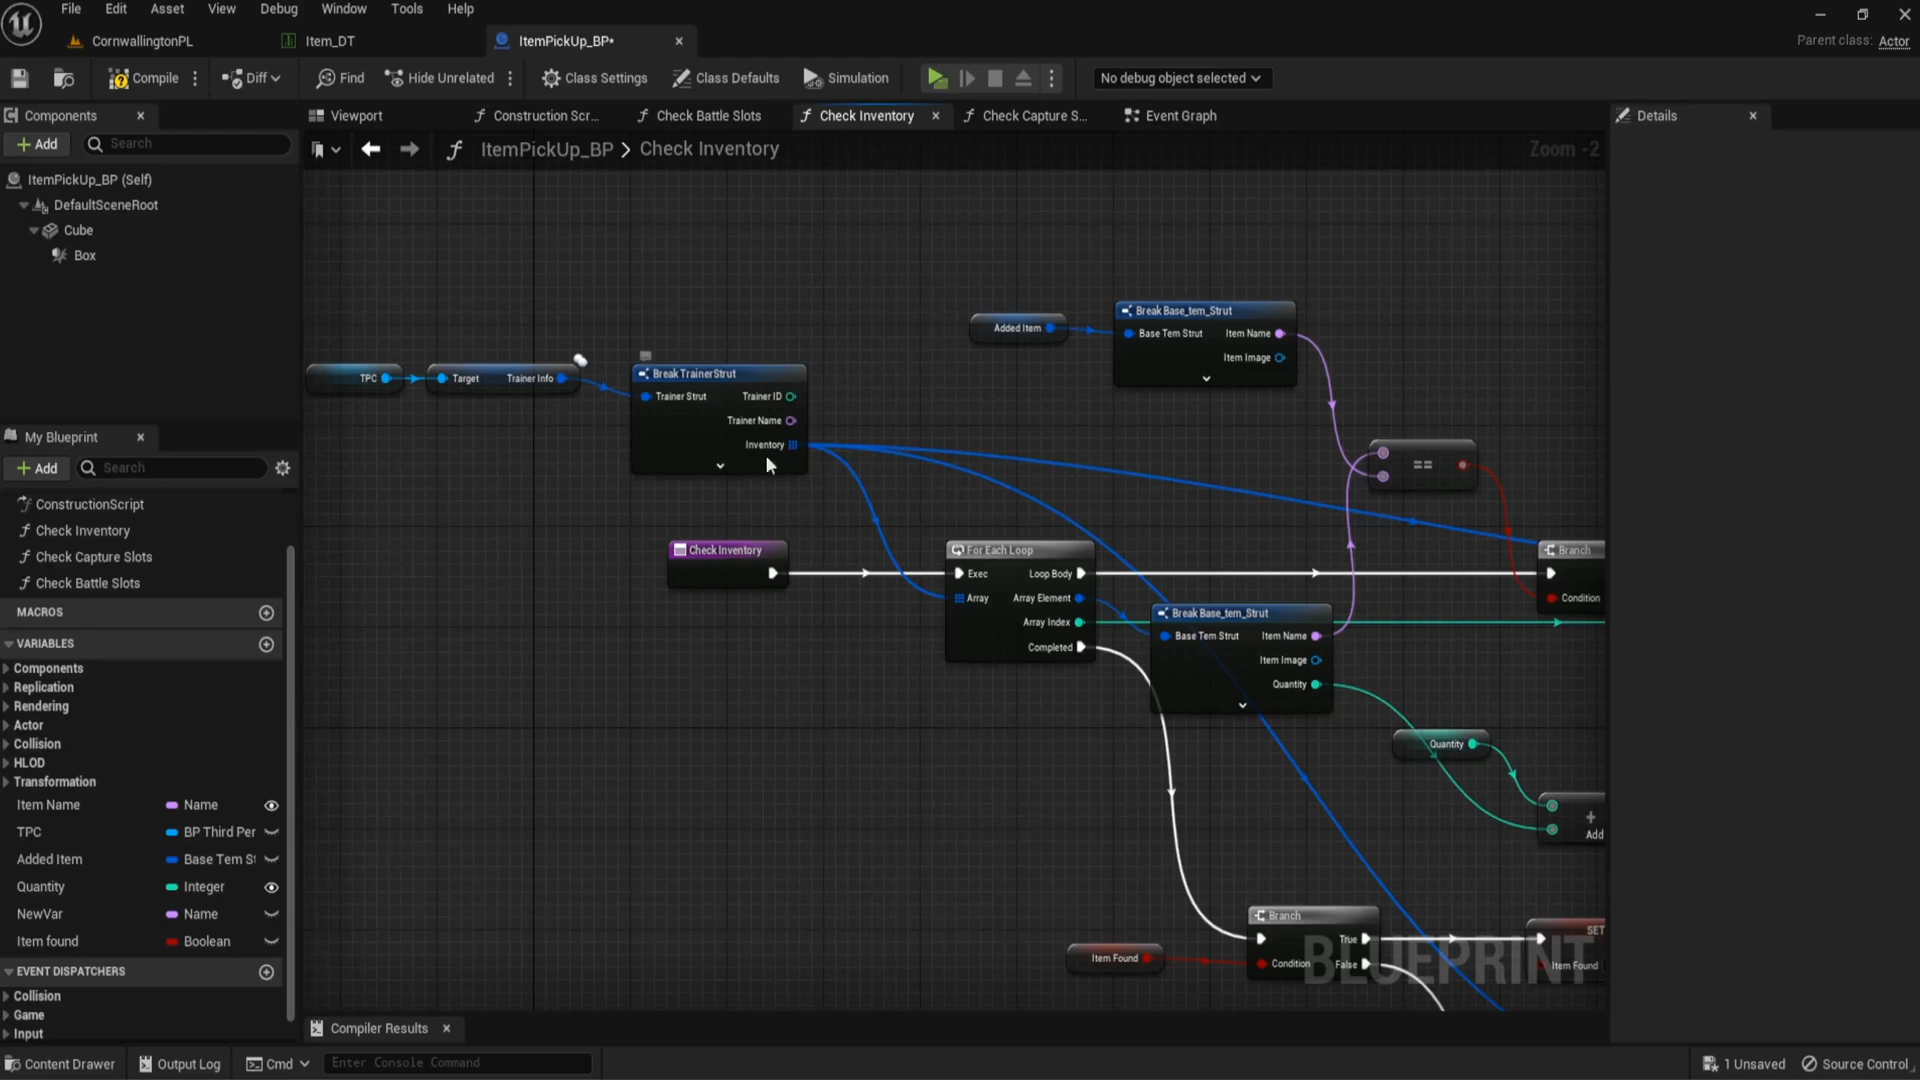 File Edit Asset View Debug Window Tools Help
CornwallingtonPL Item_DT ItemPickUp_BP*
Parent class: Actor
Compile Diff Find Hide Unrelated Class Settings Class Defaults Simulation No debug object selected
Components
Viewport Construction Scr... Check Battle Slots Check Inventory Check Capture S... Event Graph
Details
Add Search
ItemPickUp_BP > Check Inventory
Zoom -2
ItemPickUp_BP (Self)
DefaultSceneRoot
Cube
Box
Added Item
Break Base_tem_Strut
Base Tem Strut Item Name
Item Image
TPC
Target Trainer Info
Break TrainerStrut
Trainer Strut Trainer ID
Trainer Name
Inventory
==
My Blueprint
Add Search
ConstructionScript
Check Inventory
Check Capture Slots
Check Battle Slots
MACROS
VARIABLES
Components
Replication
Rendering
Actor
Collision
HLOD
Transformation
Item Name Name
TPC BP Third Per
Added Item Base Tem St
Quantity Integer
NewVar Name
Item found Boolean
EVENT DISPATCHERS
Collision
Game
Input
Check Inventory
For Each Loop
Exec Loop Body
Array Array Element
Array Index
Completed
Branch
Condition
Break Base_tem_Strut
Base Tem Strut Item Name
Item Image
Quantity
Quantity
+
Add
Item Found
Branch
True
Condition False
SET
Item Found
BLUEPRINT
Compiler Results
Content Drawer Output Log Cmd Enter Console Command
1 Unsaved Source Control